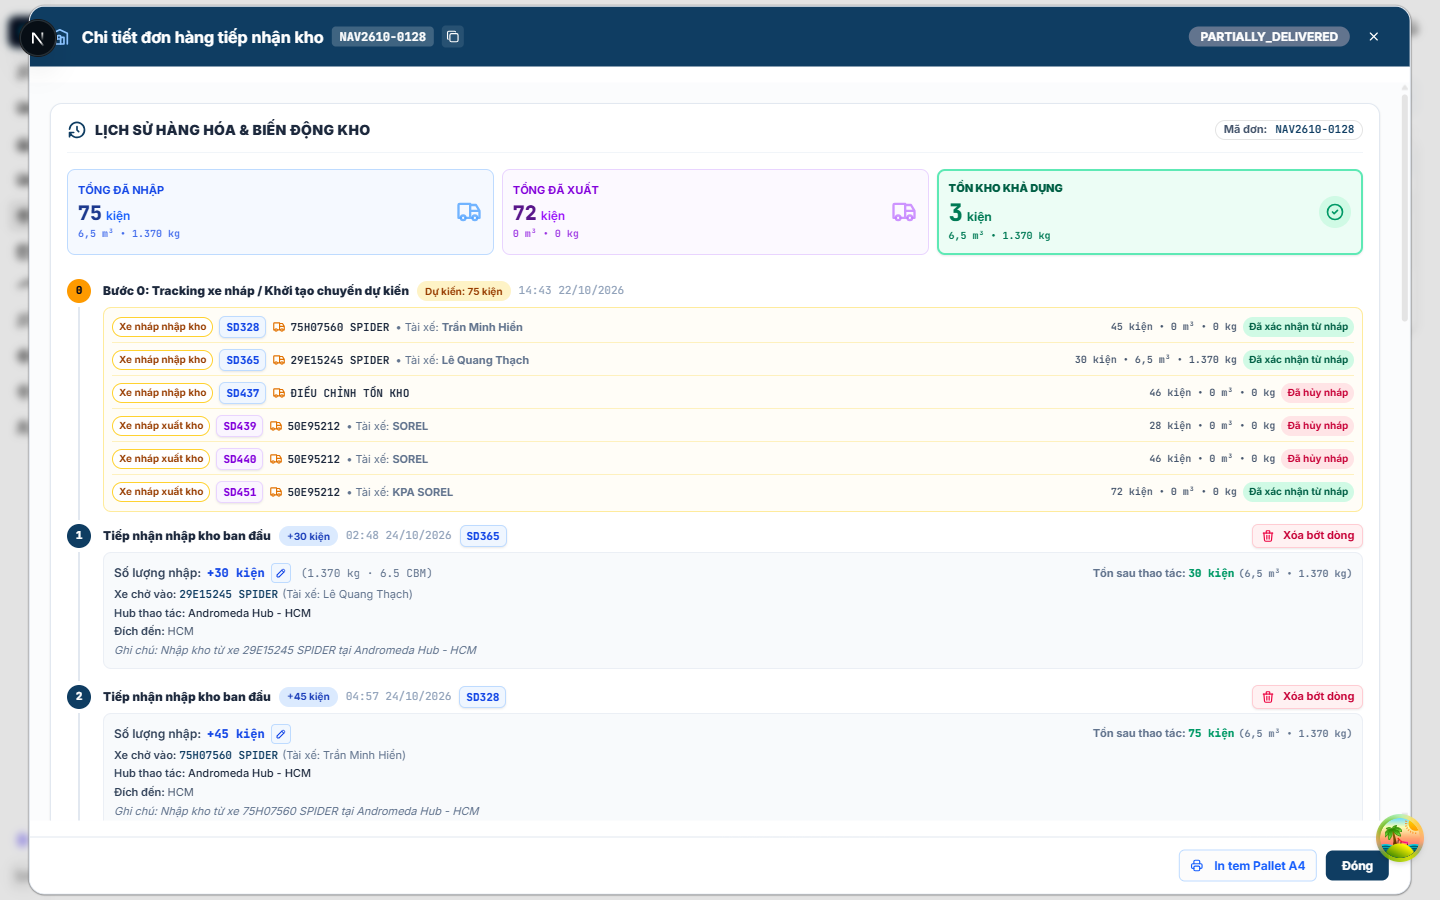 N
Chi tiết đơn hàng tiếp nhận kho NAV2610-0128 PARTIALLY_DELIVERED
LỊCH SỬ HÀNG HÓA & BIẾN ĐỘNG KHO Mã đơn: NAV2610-0128
TỔNG ĐÃ NHẬP
75 kiện
6,5 m³ • 1.370 kg
TỔNG ĐÃ XUẤT
72 kiện
0 m³ • 0 kg
TỒN KHO KHẢ DỤNG
3 kiện
6,5 m³ • 1.370 kg
0 Bước 0: Tracking xe nháp / Khởi tạo chuyến dự kiến Dự kiến: 75 kiện 14:43 22/10/2026
Xe nháp nhập kho SD328 75H07560 SPIDER • Tài xế: Trần Minh Hiến 45 kiện • 0 m³ • 0 kg Đã xác nhận từ nháp
Xe nháp nhập kho SD365 29E15245 SPIDER • Tài xế: Lê Quang Thạch 30 kiện • 6,5 m³ • 1.370 kg Đã xác nhận từ nháp
Xe nháp nhập kho SD437 ĐIỀU CHỈNH TỒN KHO 46 kiện • 0 m³ • 0 kg Đã hủy nháp
Xe nháp xuất kho SD439 50E95212 • Tài xế: SOREL 28 kiện • 0 m³ • 0 kg Đã hủy nháp
Xe nháp xuất kho SD440 50E95212 • Tài xế: SOREL 46 kiện • 0 m³ • 0 kg Đã hủy nháp
Xe nháp xuất kho SD451 50E95212 • Tài xế: KPA SOREL 72 kiện • 0 m³ • 0 kg Đã xác nhận từ nháp
1 Tiếp nhận nhập kho ban đầu +30 kiện 02:48 24/10/2026 SD365 Xóa bớt dòng
Số lượng nhập: +30 kiện (1.370 kg · 6.5 CBM) Tồn sau thao tác: 30 kiện (6,5 m³ • 1.370 kg)
Xe chở vào: 29E15245 SPIDER (Tài xế: Lê Quang Thạch)
Hub thao tác: Andromeda Hub - HCM
Đích đến: HCM
Ghi chú: Nhập kho từ xe 29E15245 SPIDER tại Andromeda Hub - HCM
2 Tiếp nhận nhập kho ban đầu +45 kiện 04:57 24/10/2026 SD328 Xóa bớt dòng
Số lượng nhập: +45 kiện Tồn sau thao tác: 75 kiện (6,5 m³ • 1.370 kg)
Xe chở vào: 75H07560 SPIDER (Tài xế: Trần Minh Hiến)
Hub thao tác: Andromeda Hub - HCM
Đích đến: HCM
Ghi chú: Nhập kho từ xe 75H07560 SPIDER tại Andromeda Hub - HCM
In tem Pallet A4 Đóng